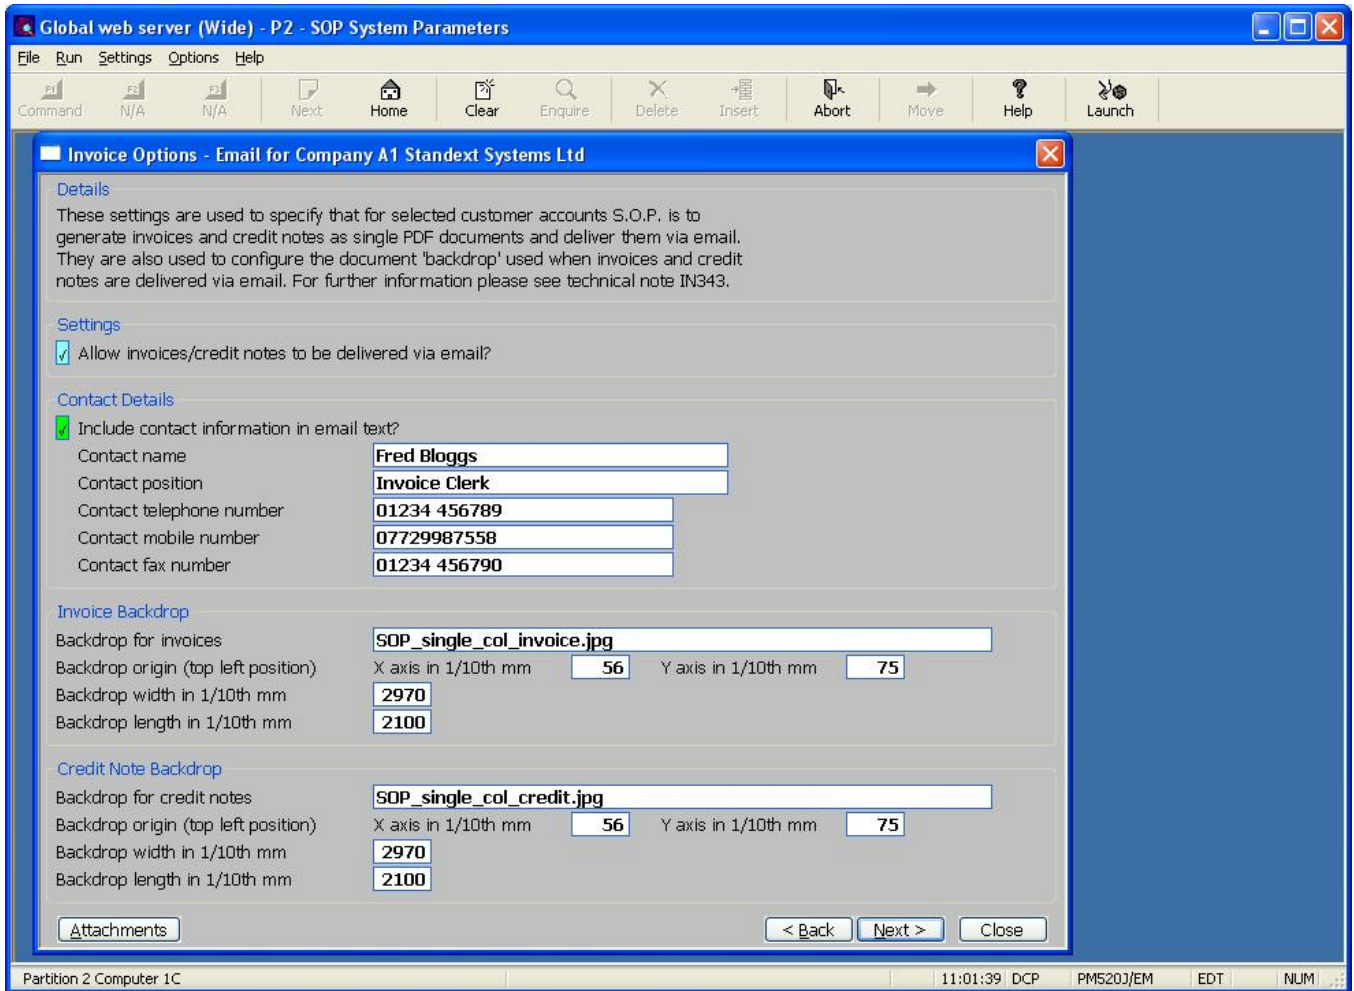 Global web server (Wide) - P2 - SOP System Parameters
File Run Settings Options Help
F1 F2 F3
Command N/A N/A Next Home Clear Enquire Delete Insert Abort Move Help Launch
Invoice Options - Email for Company A1 Standext Systems Ltd
Details
These settings are used to specify that for selected customer accounts S.O.P. is to
generate invoices and credit notes as single PDF documents and deliver them via email.
They are also used to configure the document 'backdrop' used when invoices and credit
notes are delivered via email. For further information please see technical note IN343.
Settings
Allow invoices/credit notes to be delivered via email?
Contact Details
Include contact information in email text?
Contact name Fred Bloggs
Contact position Invoice Clerk
Contact telephone number 01234 456789
Contact mobile number 07729987558
Contact fax number 01234 456790
Invoice Backdrop
Backdrop for invoices SOP_single_col_invoice.jpg
Backdrop origin (top left position) X axis in 1/10th mm 56 Y axis in 1/10th mm 75
Backdrop width in 1/10th mm 2970
Backdrop length in 1/10th mm 2100
Credit Note Backdrop
Backdrop for credit notes SOP_single_col_credit.jpg
Backdrop origin (top left position) X axis in 1/10th mm 56 Y axis in 1/10th mm 75
Backdrop width in 1/10th mm 2970
Backdrop length in 1/10th mm 2100
Attachments < Back Next > Close
Partition 2 Computer 1C 11:01:39 DCP PM520J/EM EDT NUM